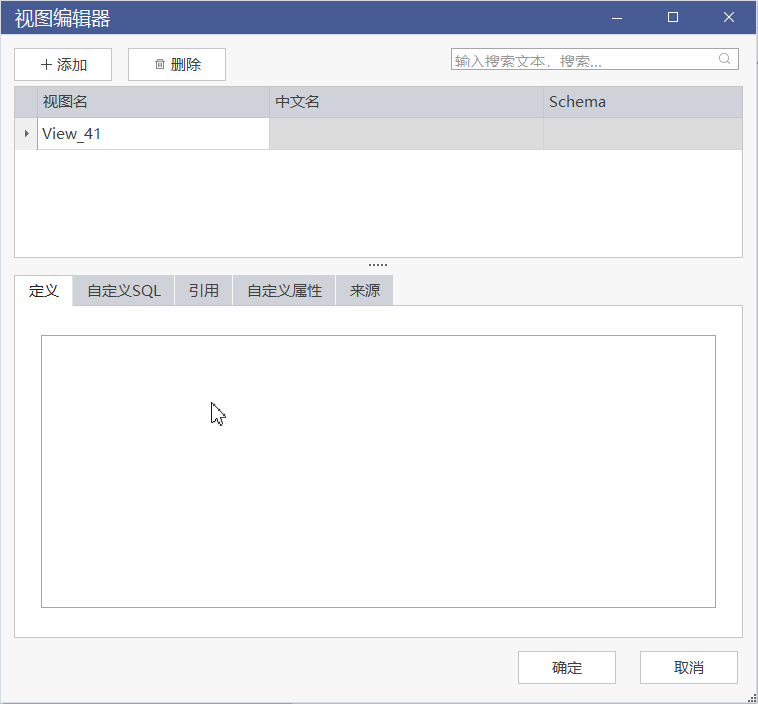 视图编辑器
添加 删除 输入搜索文本，搜索...
视图名 中文名 Schema
View_41
定义 自定义SQL 引用 自定义属性 来源
确定 取消